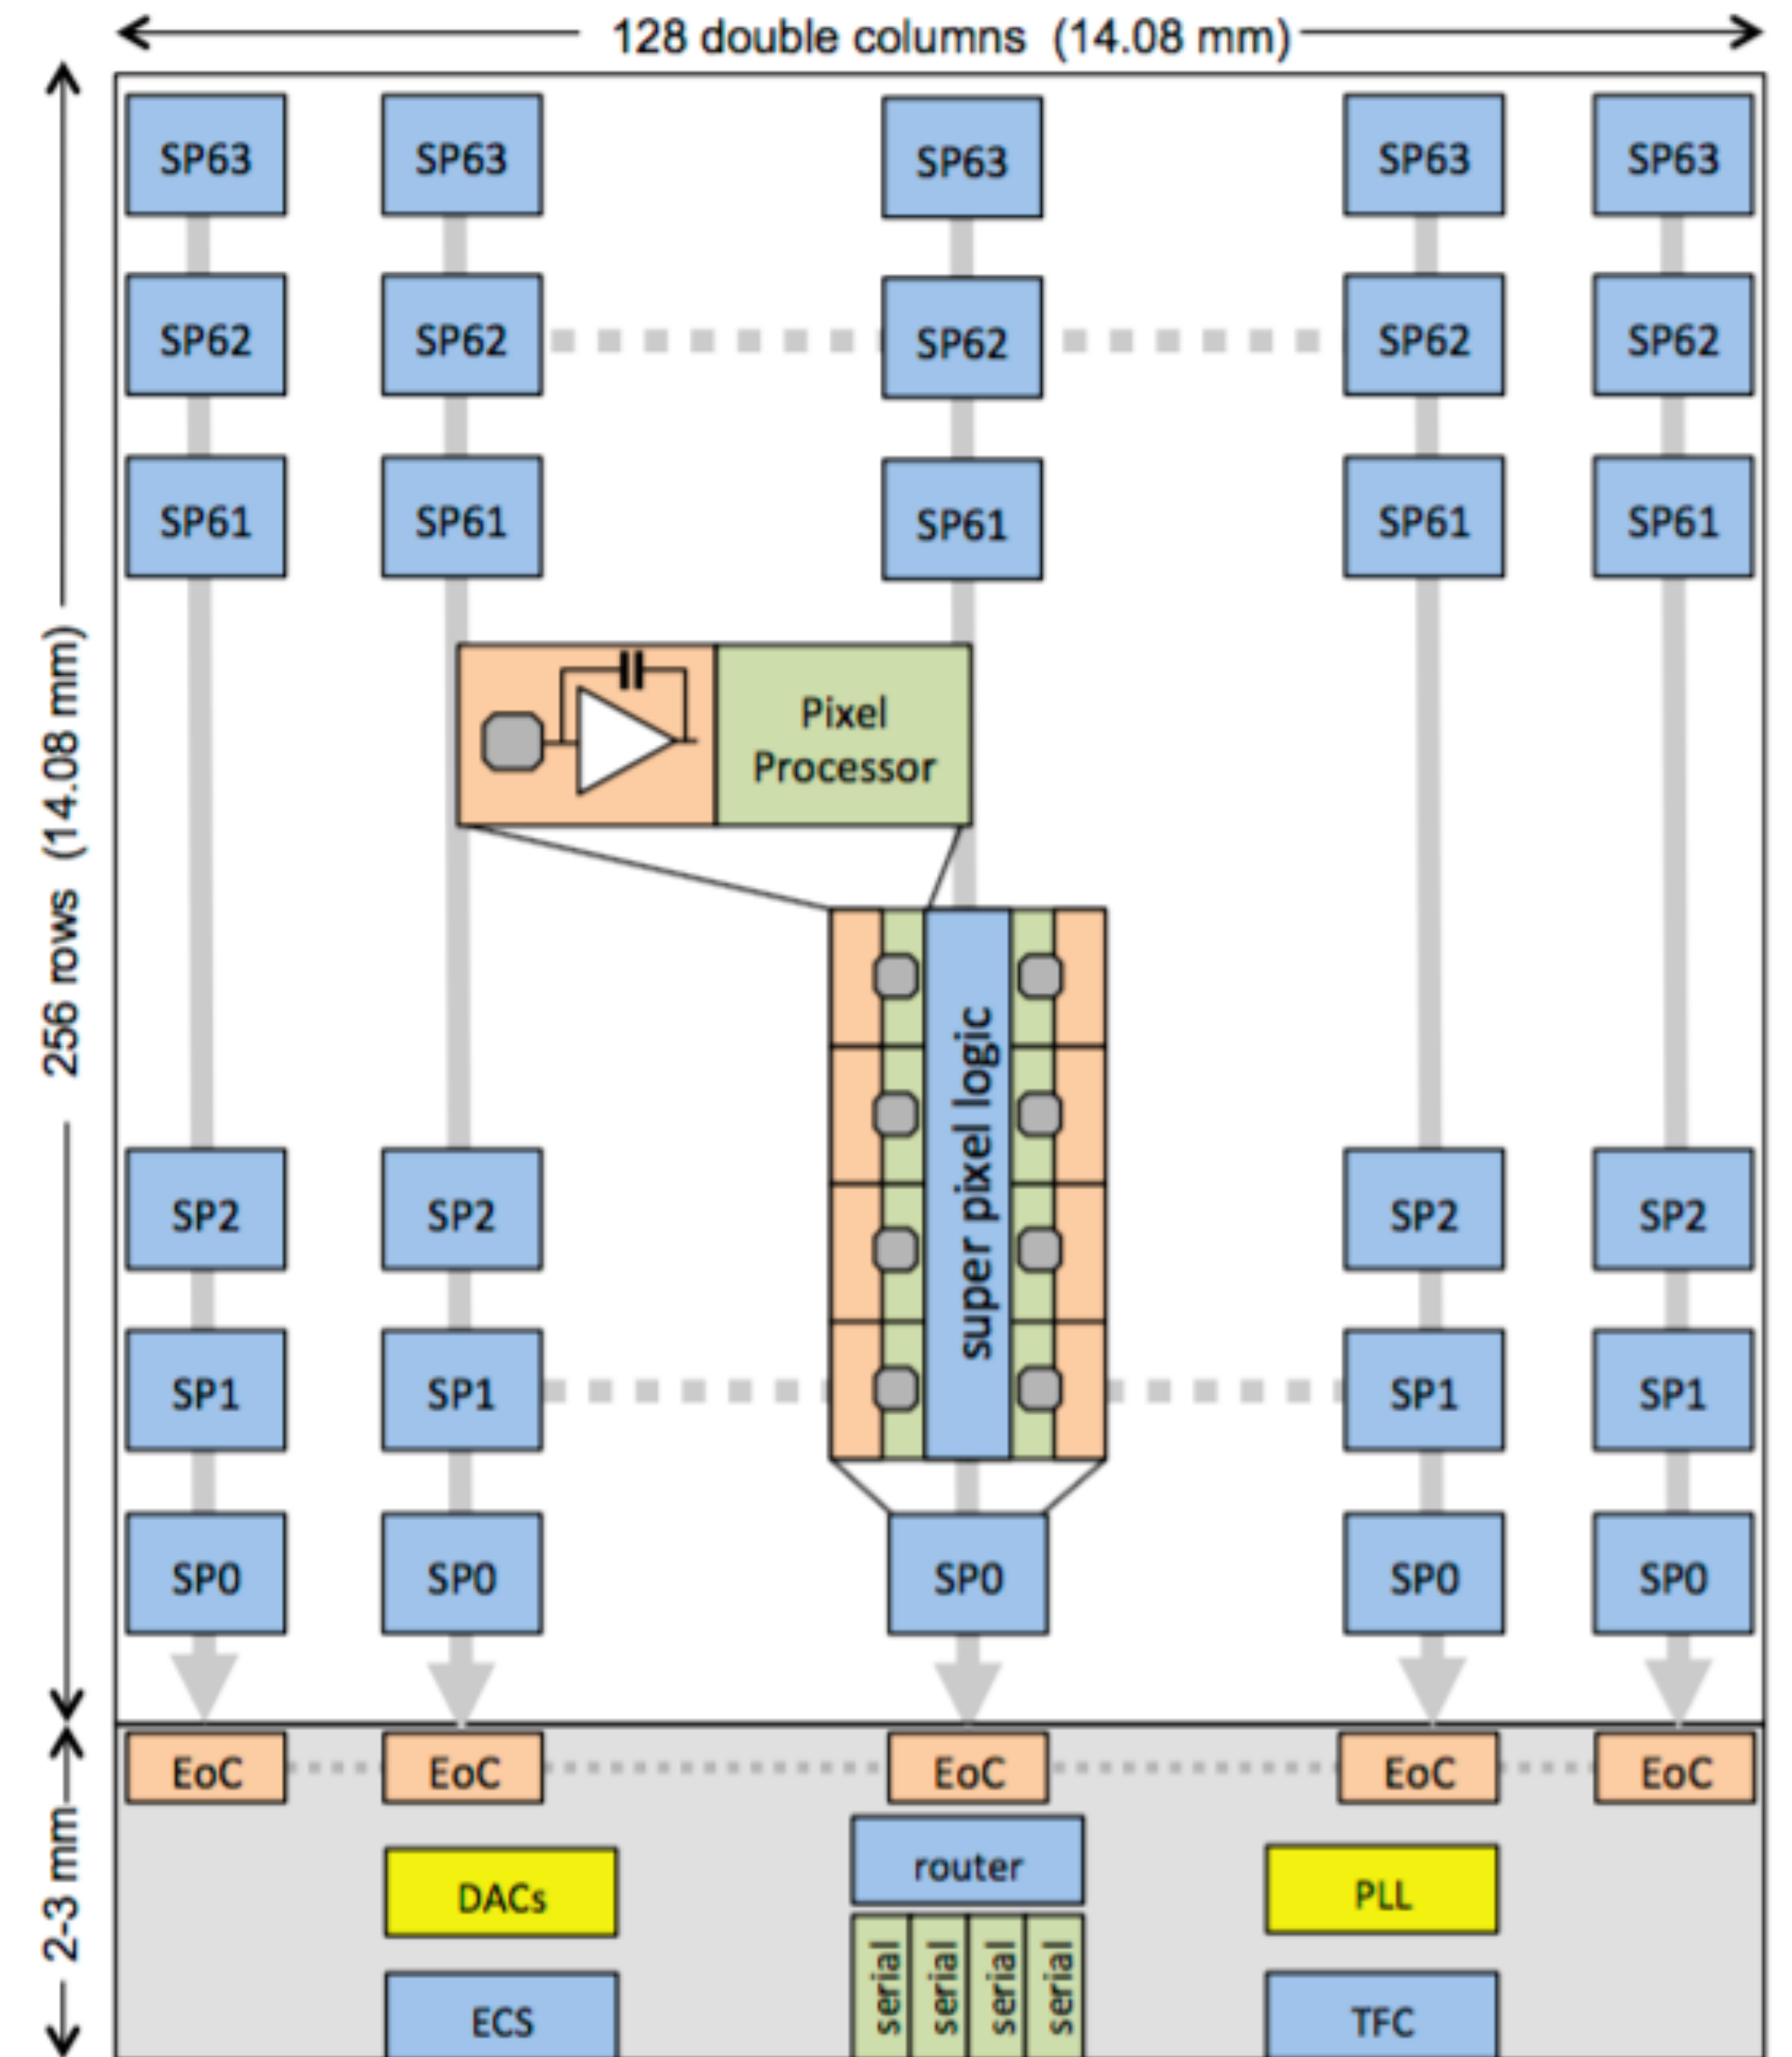 128 double columns (14.08 mm)
256 rows (14.08 mm)
SP63 SP63 SP63 SP63 SP63
SP62 SP62 SP62 SP62 SP62
SP61 SP61 SP61 SP61 SP61
Pixel
Processor
super pixel logic
SP2 SP2 SP2 SP2
SP1 SP1 SP1 SP1
SP0 SP0 SP0 SP0 SP0
2-3 mm
EoC EoC EoC EoC EoC
router
DACs PLL
serial serial serial serial
ECS TFC